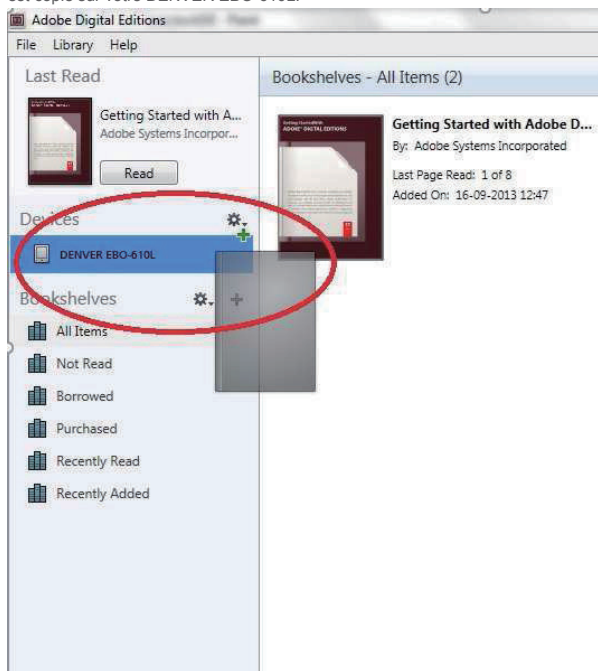 Adobe Digital Editions
File Library Help
Last Read
Getting Started with A...
Adobe Systems Incorpor...
Read
Devices
DENVER EBO-610L
Bookshelves
All Items
Not Read
Borrowed
Purchased
Recently Read
Recently Added
Bookshelves - All Items (2)
Getting Started with Adobe D...
By: Adobe Systems Incorporated
Last Page Read: 1 of 8
Added On: 16-09-2013 12:47